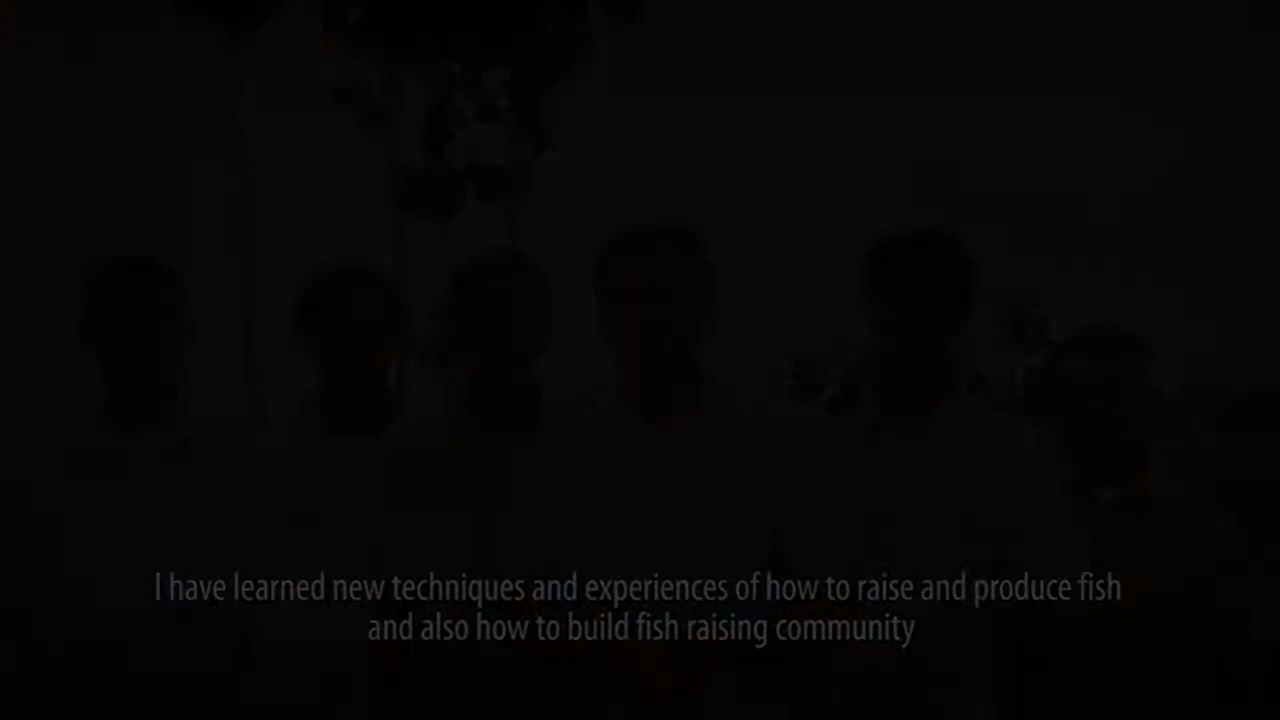 I have learned new techniques and experiences of how to raise and produce fish
and also how to build fish raising community